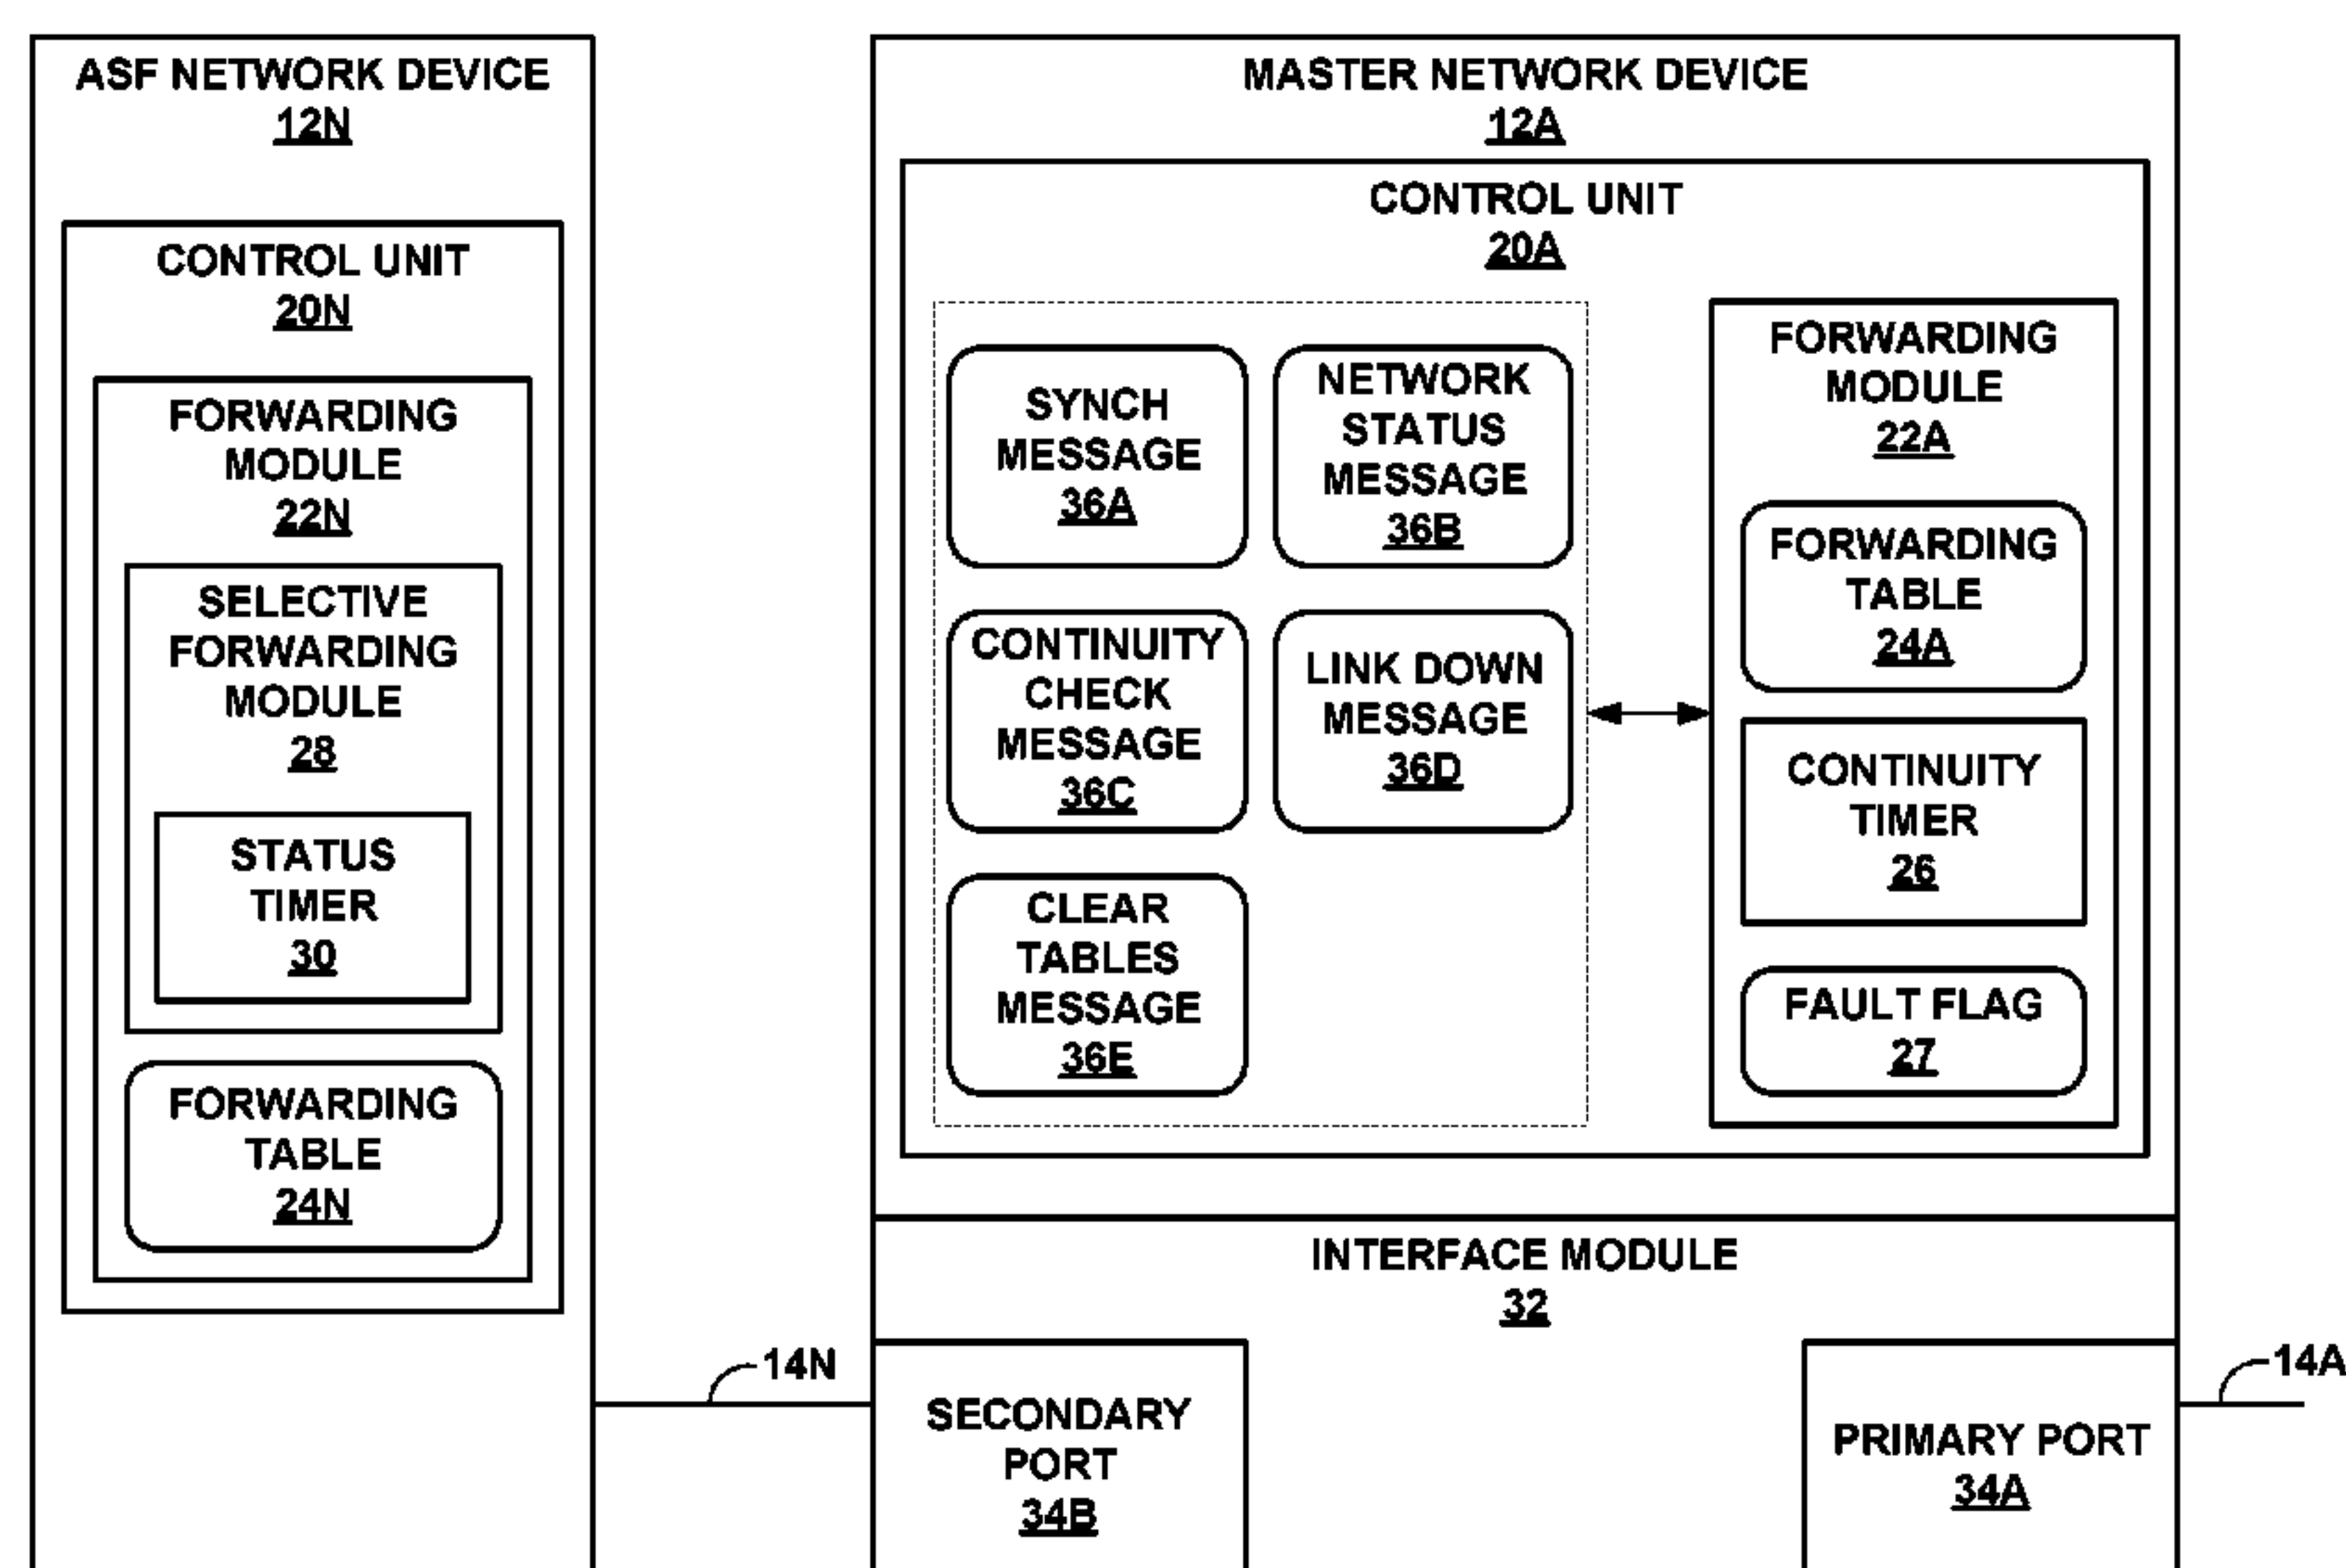 ASF NETWORK DEVICE
12N
CONTROL UNIT
20N
FORWARDING
MODULE
22N
SELECTIVE
FORWARDING
MODULE
28
STATUS
TIMER
30
FORWARDING
TABLE
24N
14N
MASTER NETWORK DEVICE
12A
CONTROL UNIT
20A
SYNCH
MESSAGE
36A
NETWORK
STATUS
MESSAGE
36B
CONTINUITY
CHECK
MESSAGE
36C
LINK DOWN
MESSAGE
36D
CLEAR
TABLES
MESSAGE
36E
FORWARDING
MODULE
22A
FORWARDING
TABLE
24A
CONTINUITY
TIMER
26
FAULT FLAG
27
INTERFACE MODULE
32
SECONDARY
PORT
34B
PRIMARY PORT
34A
14A